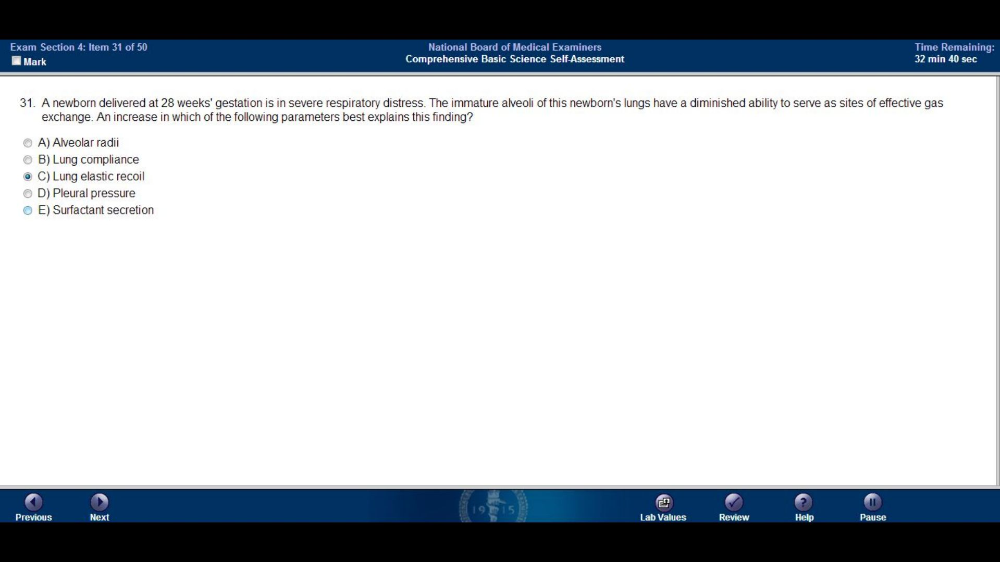 Exam Section 4: Item 31 of 50
Mark
National Board of Medical Examiners
Comprehensive Basic Science Self-Assessment
Time Remaining:
32 min 40 sec
31. A newborn delivered at 28 weeks' gestation is in severe respiratory distress. The immature alveoli of this newborn's lungs have a diminished ability to serve as sites of effective gas
exchange. An increase in which of the following parameters best explains this finding?
A) Alveolar radii
B) Lung compliance
C) Lung elastic recoil
D) Pleural pressure
E) Surfactant secretion
1915
Previous
Next
Lab Values
Review
Help
Pause